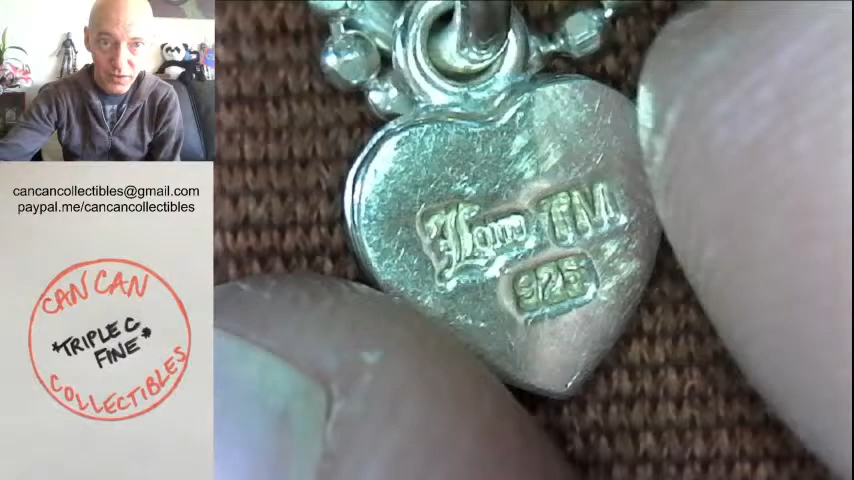 cancancollectibles@gmail.com
paypal.me/cancancollectibles
CAN CAN
*TRIPLE C*
FINE
COLLECTIBLES
TM
925